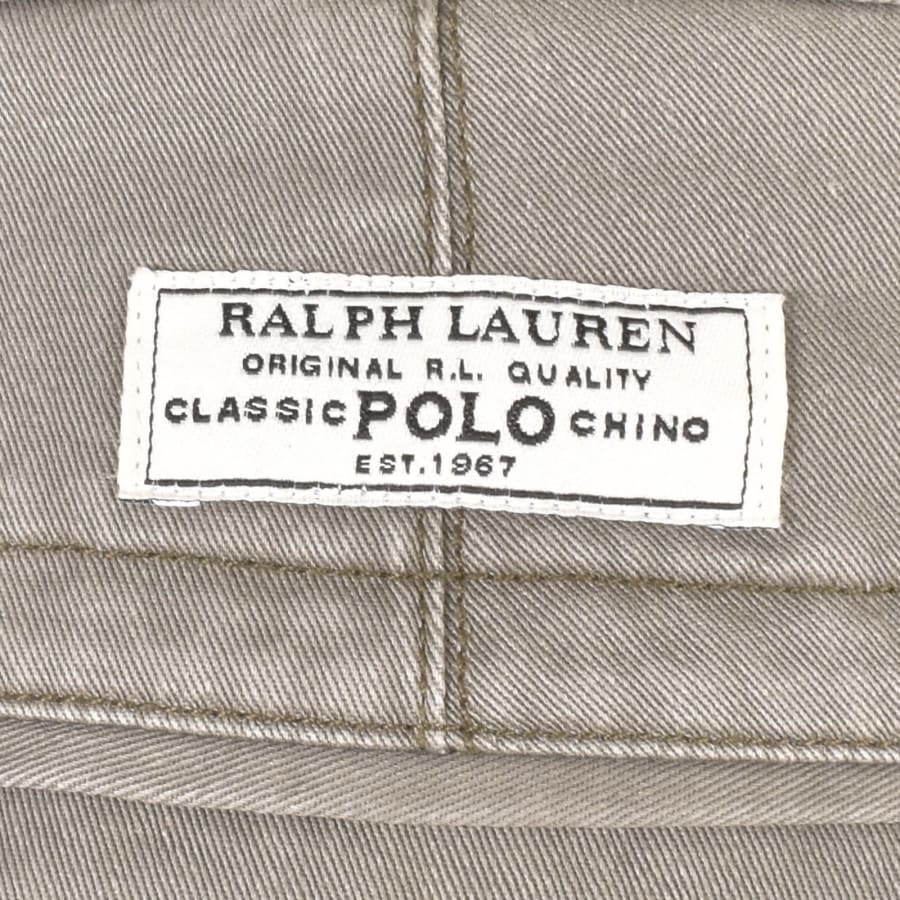 RALPH LAUREN
ORIGINAL R.L. QUALITY
CLASSIC POLO CHINO
EST.1967